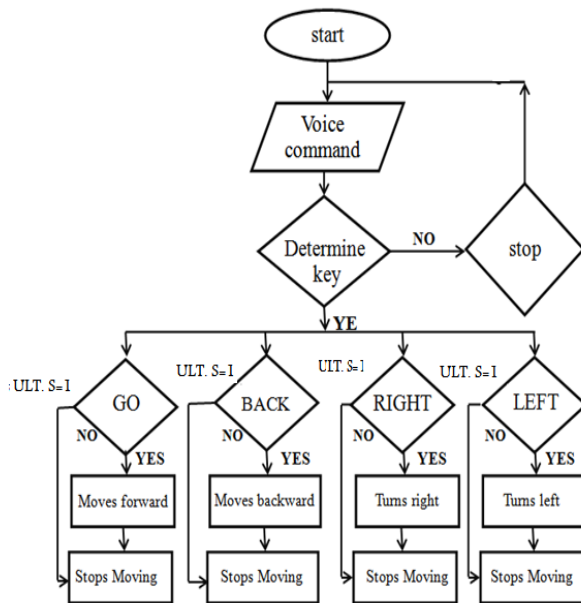 start
Voice
command
Determine
key
NO
stop
YE
: ULT. S=1
ULT. S=1
ULT. S=1
ULT. S=1
GO
BACK
RIGHT
LEFT
NO
YES
NO
YES
NO
YES
NO
YES
Moves forward
Moves backward
Turns right
Turns left
Stops Moving
Stops Moving
Stops Moving
Stops Moving